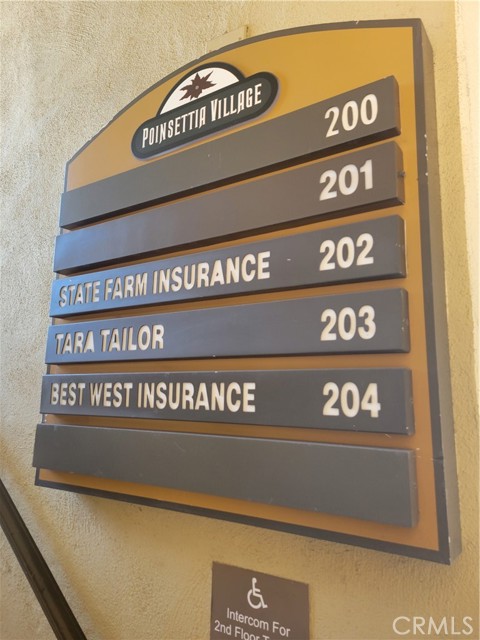 POINSETTIA VILLAGE
200
201
STATE FARM INSURANCE 202
TARA TAILOR 203
BEST WEST INSURANCE 204
Intercom For
2nd Floor
CRMLS